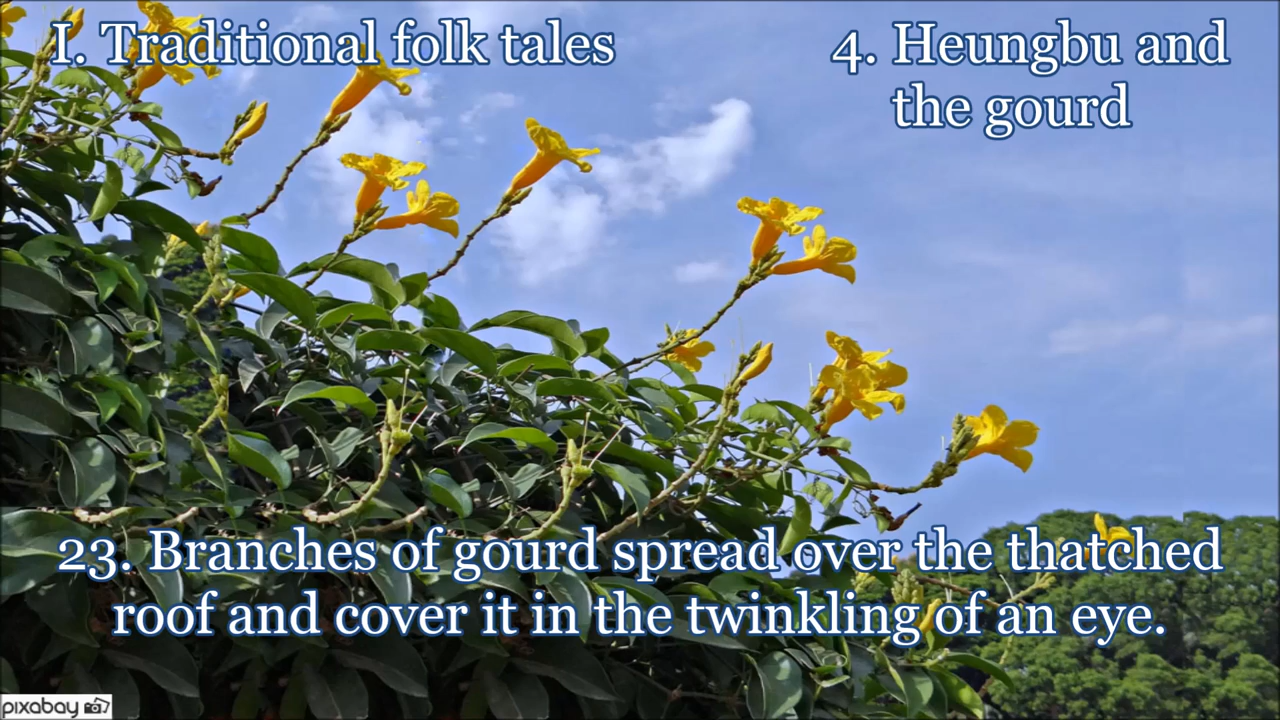 I. Traditional folk tales
4. Heungbu and
the gourd
23. Branches of gourd spread over the thatched
roof and cover it in the twinkling of an eye.
pixabay